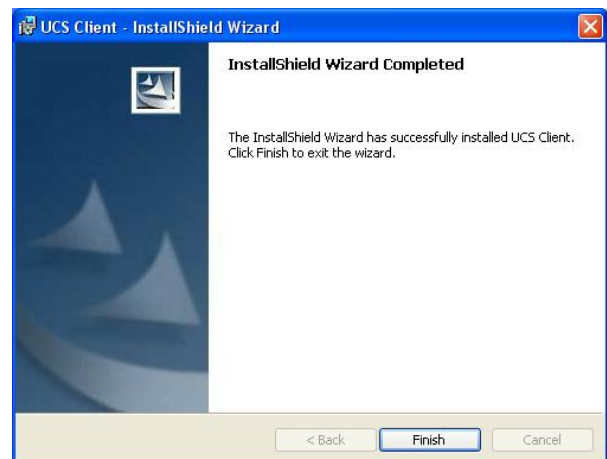 UCS Client - InstallShield Wizard
InstallShield Wizard Completed
The InstallShield Wizard has successfully installed UCS Client.
Click Finish to exit the wizard.
< Back Finish Cancel